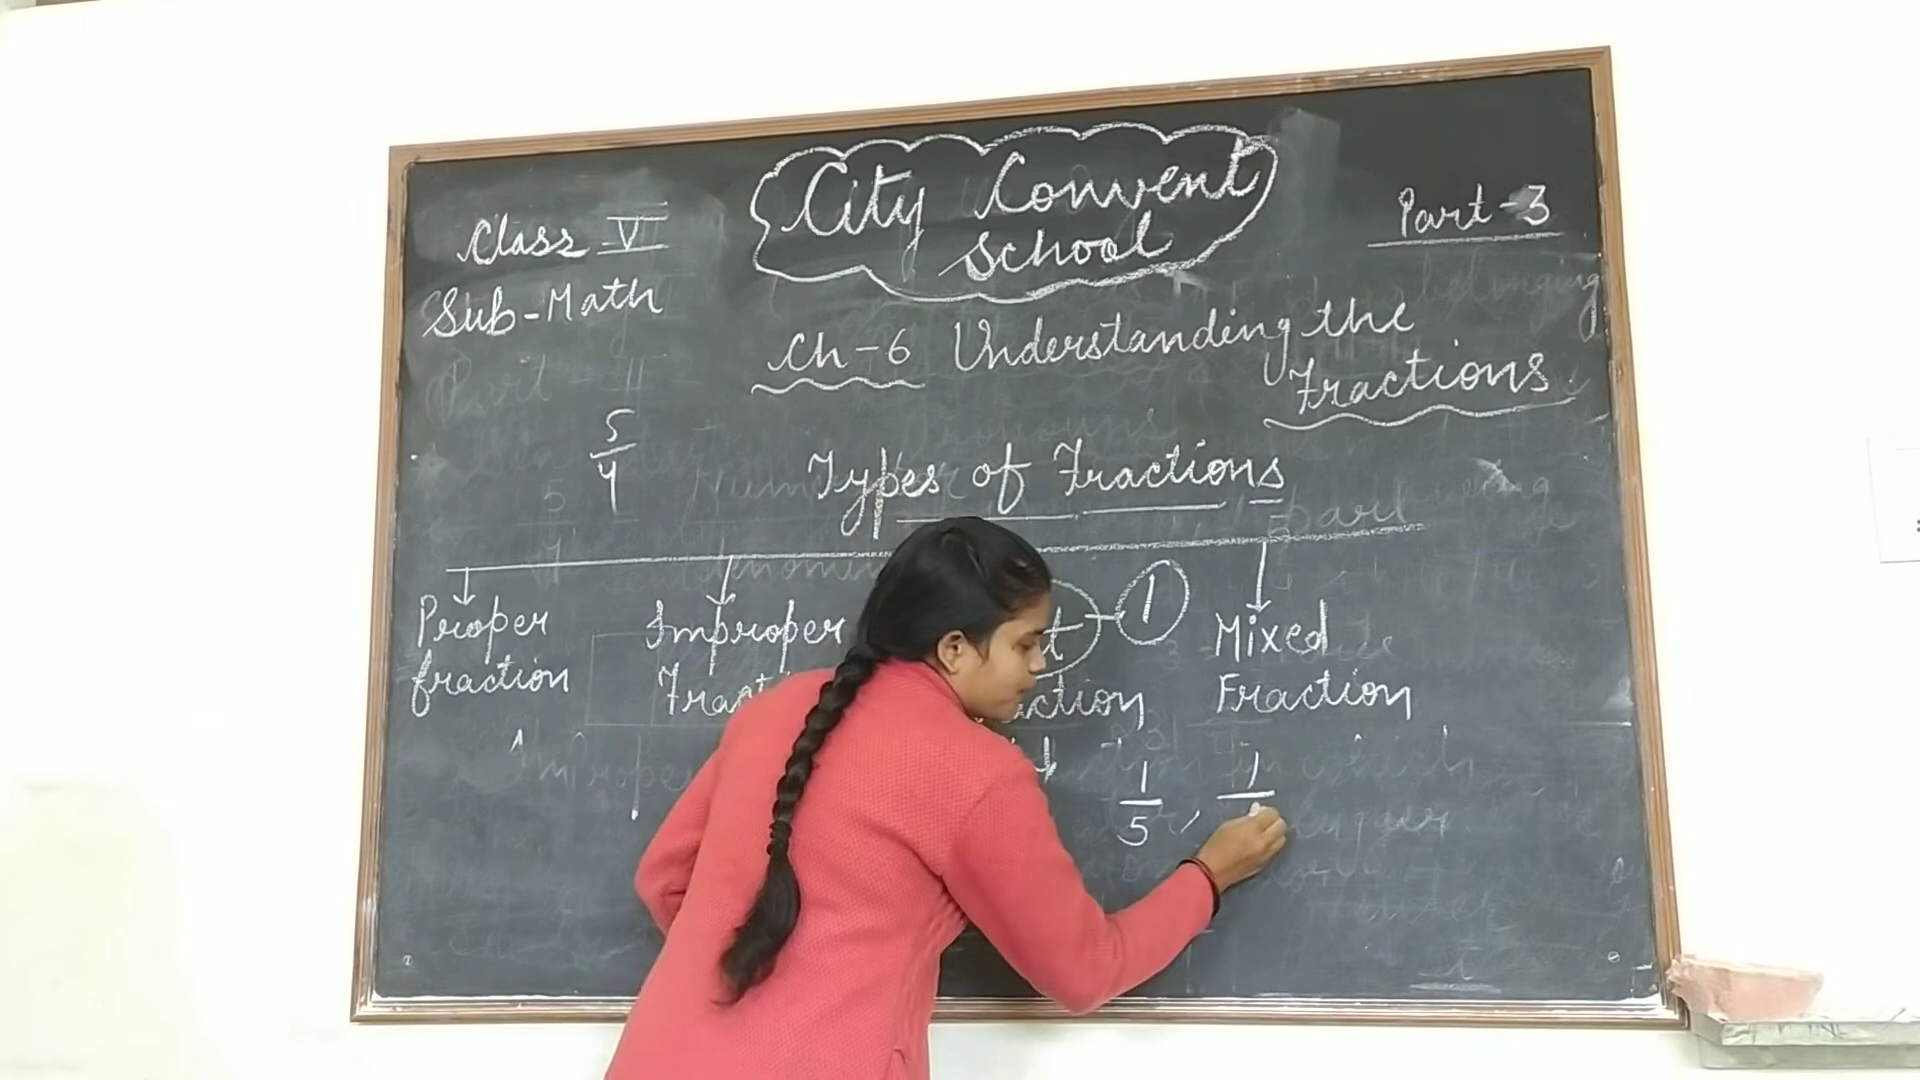 City Convent
School
Class V
Sub-Math
Part-3
Ch-6 Understanding the
Fractions
5
4
Types of Fractions
Proper
fraction
Improper
1
Mixed
Fraction
1
5 ,
1